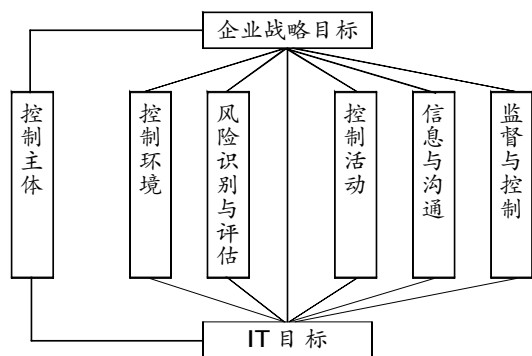 企业战略目标
控制主体
控制环境
风险识别与评估
控制活动
信息与沟通
监督与控制
IT目标